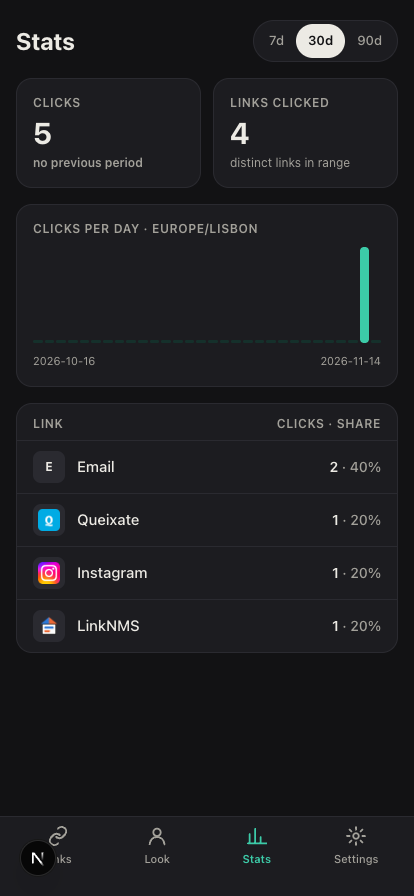 Stats
7d 30d 90d
CLICKS
5
no previous period
LINKS CLICKED
4
distinct links in range
CLICKS PER DAY · EUROPE/LISBON
2026-10-16 2026-11-14
LINK CLICKS · SHARE
E Email 2 · 40%
Queixate 1 · 20%
Instagram 1 · 20%
LinkNMS 1 · 20%
N
Look Stats Settings